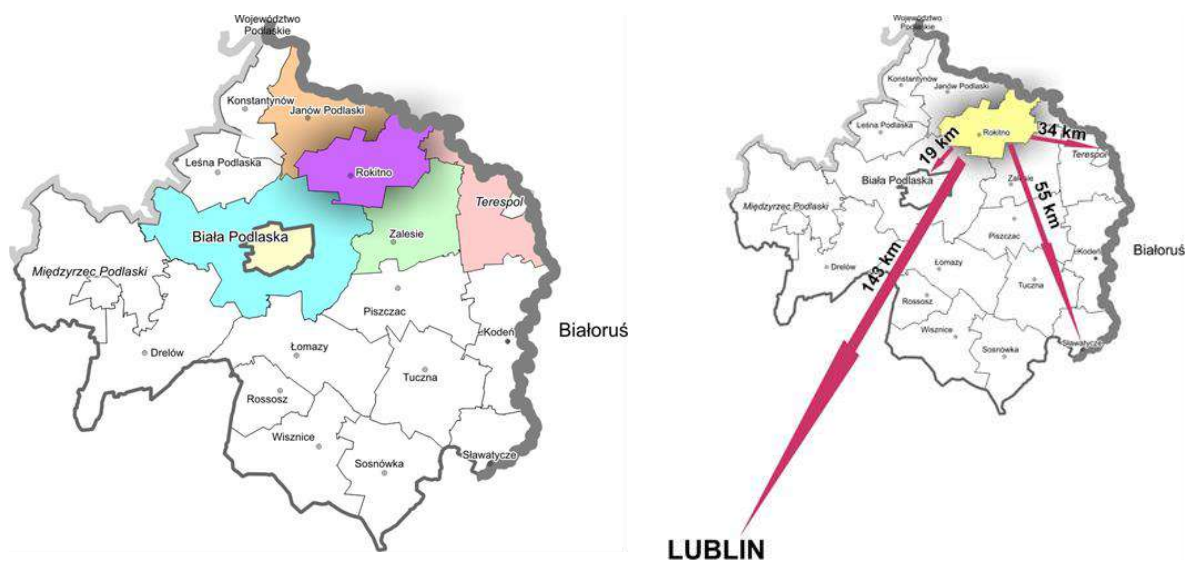 Województwo
Podlaskie
Konstantynów
Janów Podlaski
Leśna Podlaska
Rokitno
Terespol
Biała Podlaska
Zalesie
Międzyrzec Podlaski
Piszczac
Białoruś
Kodeń
Drelów
Łomazy
Tuczna
Rossosz
Wisznice
Sosnówka
Sławatycze
Województwo
Podlaskie
Konstantynów
Janów Podlaski
Leśna Podlaska
Rokitno
34 km
19 km
Terespol
Biała Podlaska
Zalesie
55 km
Międzyrzec Podlaski
Piszczac
Białoruś
Kodeń
143 km
Drelów
Łomazy
Tuczna
Rossosz
Wisznice
Sosnówka
Sławatycze
LUBLIN